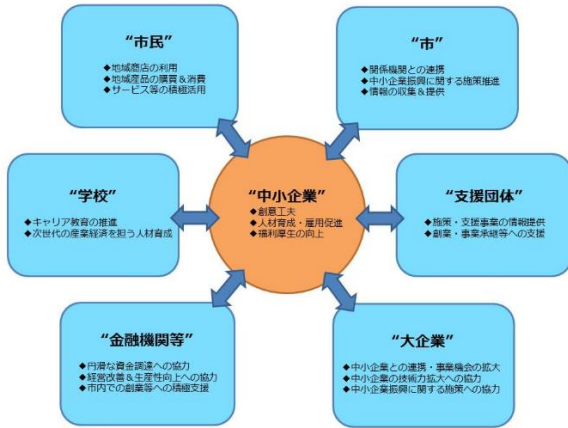 “市民”
◆地域商店の利用
◆地域産品の購買＆消費
◆サービス等の積極活用
“市”
◆関係機関との連携
◆中小企業振興に関する施策推進
◆情報の収集＆提供
“学校”
◆キャリア教育の推進
◆次世代の産業経済を担う人材育成
“中小企業”
◆創意工夫
◆人材育成・雇用促進
◆福利厚生の向上
“支援団体”
◆施策・支援事業の情報提供
◆創業・事業承継等への支援
“金融機関等”
◆円滑な資金調達への協力
◆経営改善＆生産性向上への協力
◆市内での創業等への積極支援
“大企業”
◆中小企業との連携・事業機会の拡大
◆中小企業の技術力拡大への協力
◆中小企業振興に関する施策への協力